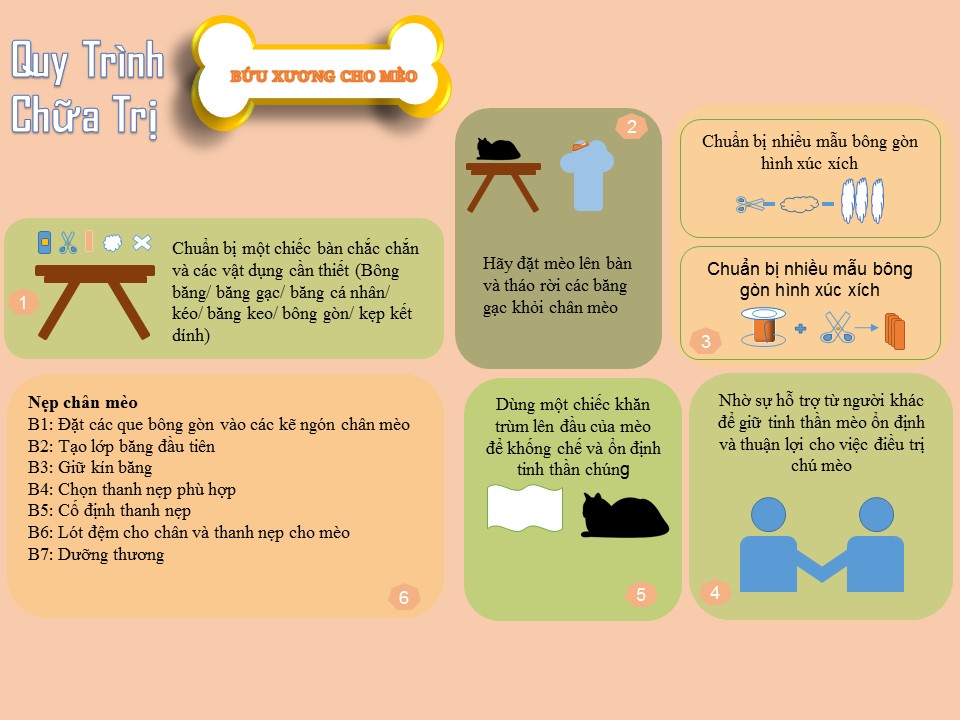 Quy Trình
Chữa Trị
BỨU XƯƠNG CHO MÈO
1
Chuẩn bị một chiếc bàn chắc chắn
và các vật dụng cần thiết (Bông
băng/ băng gạc/ băng cá nhân/
kéo/ băng keo/ bông gòn/ kẹp kết
dính)
2
Hãy đặt mèo lên bàn
và tháo rời các băng
gạc khỏi chân mèo
Chuẩn bị nhiều mẫu bông gòn
hình xúc xích
Chuẩn bị nhiều mẫu bông
gòn hình xúc xích
3
Nhờ sự hỗ trợ từ người khác
để giữ tinh thần mèo ổn định
và thuận lợi cho việc điều trị
chú mèo
4
Dùng một chiếc khăn
trùm lên đầu của mèo
để khống chế và ổn định
tinh thần chúng
5
Nẹp chân mèo
B1: Đặt các que bông gòn vào các kẽ ngón chân mèo
B2: Tạo lớp băng đầu tiên
B3: Giữ kín băng
B4: Chọn thanh nẹp phù hợp
B5: Cố định thanh nẹp
B6: Lót đệm cho chân và thanh nẹp cho mèo
B7: Dưỡng thương
6